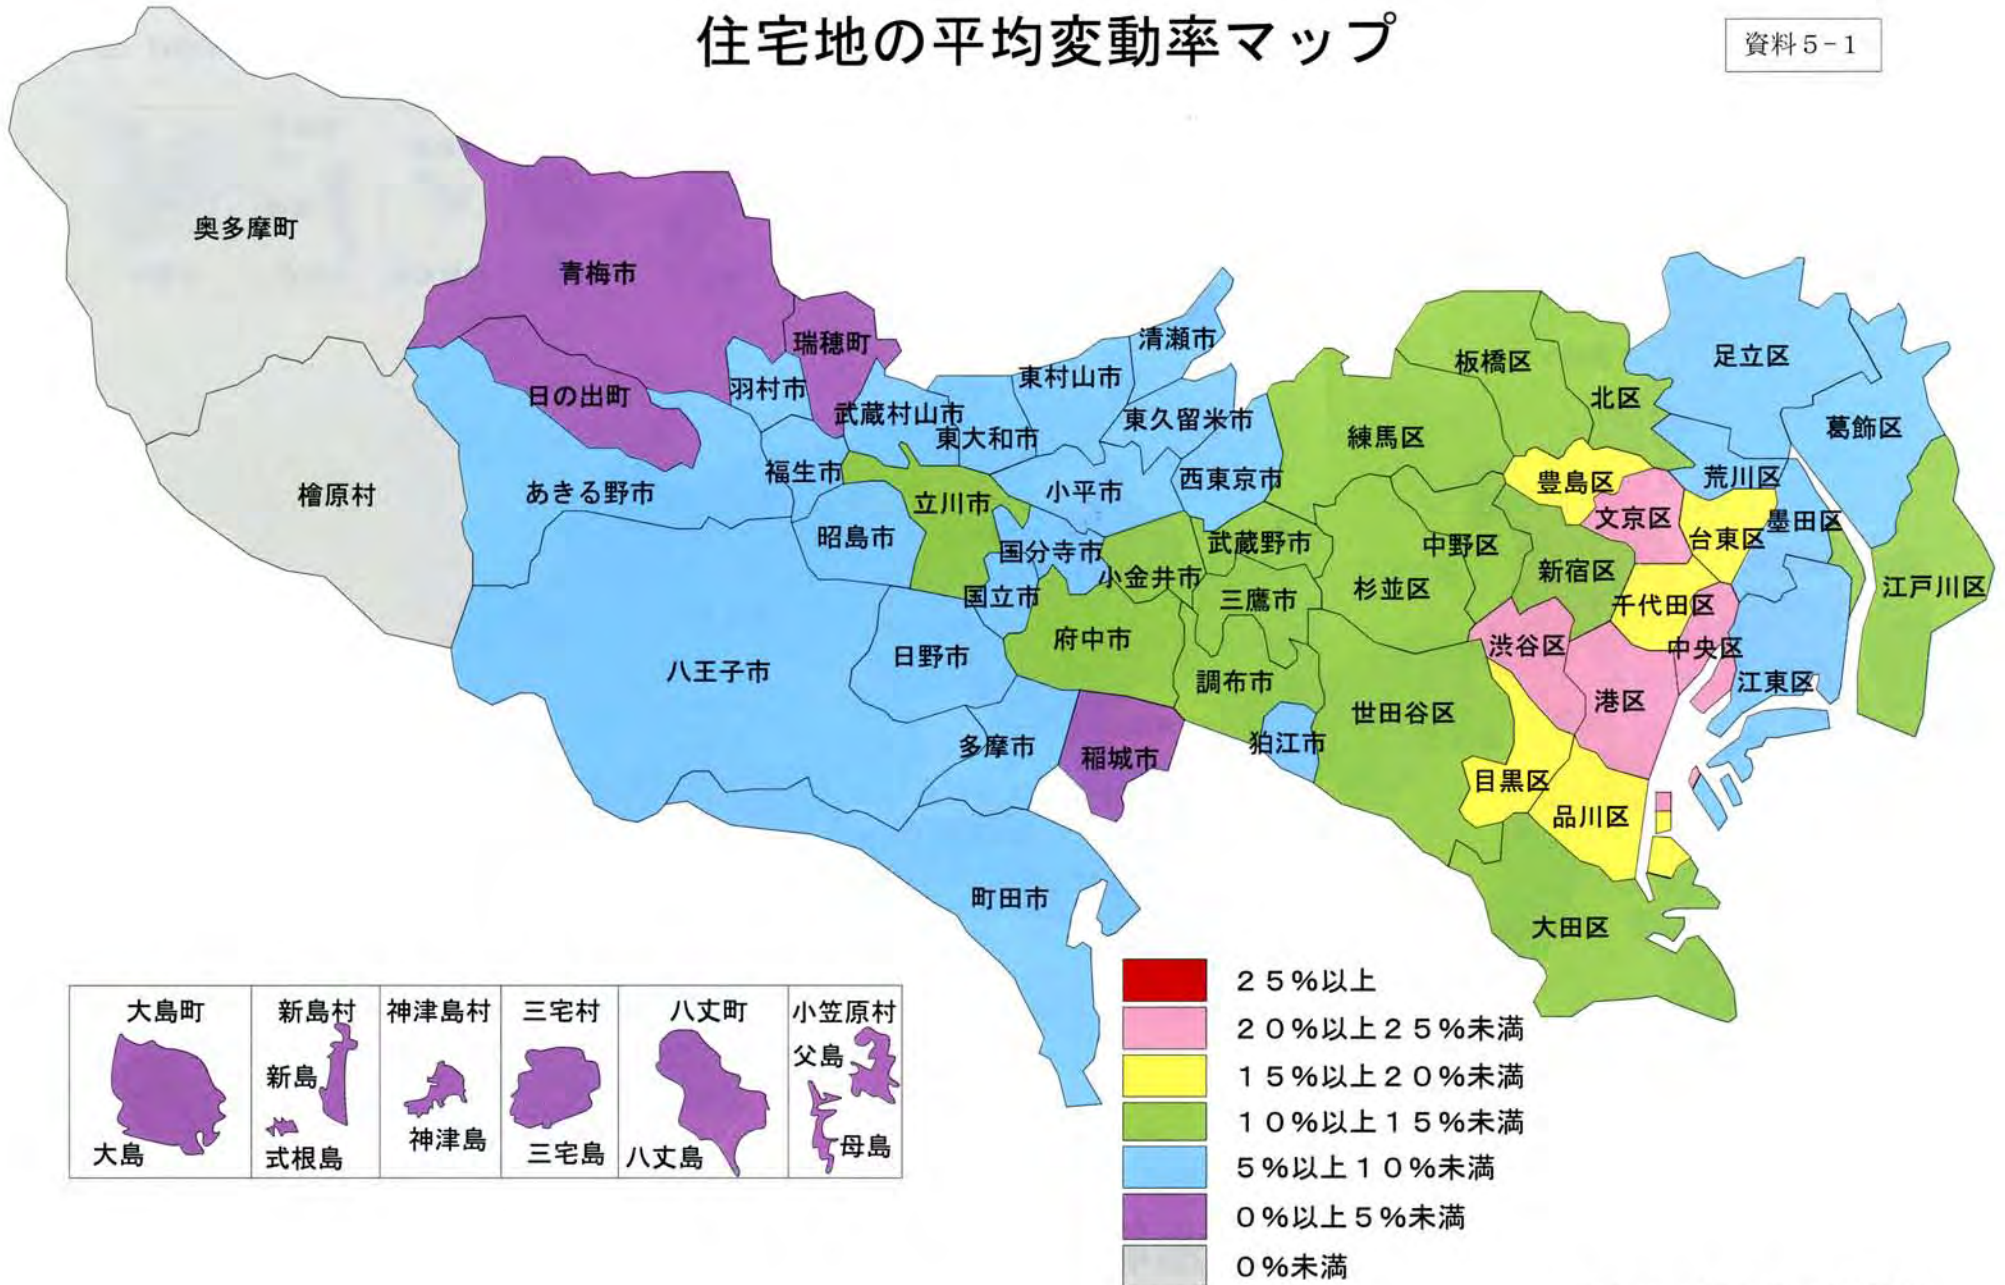 住宅地の平均変動率マップ
資料5-1
奥多摩町
青梅市
瑞穂町
日の出町
羽村市
檜原村
あきる野市
福生市
武蔵村山市
東大和市
東村山市
清瀬市
東久留米市
西東京市
小平市
立川市
昭島市
国分寺市
国立市
小金井市
武蔵野市
三鷹市
府中市
調布市
狛江市
八王子市
日野市
多摩市
稲城市
町田市
板橋区
北区
練馬区
足立区
葛飾区
荒川区
豊島区
文京区
台東区
墨田区
江戸川区
中野区
杉並区
新宿区
千代田区
渋谷区
中央区
港区
江東区
世田谷区
目黒区
品川区
大田区
大島町
大島
新島村
新島
式根島
神津島村
神津島
三宅村
三宅島
八丈町
八丈島
小笠原村
父島
母島
25%以上
20%以上25%未満
15%以上20%未満
10%以上15%未満
5%以上10%未満
0%以上5%未満
0%未満